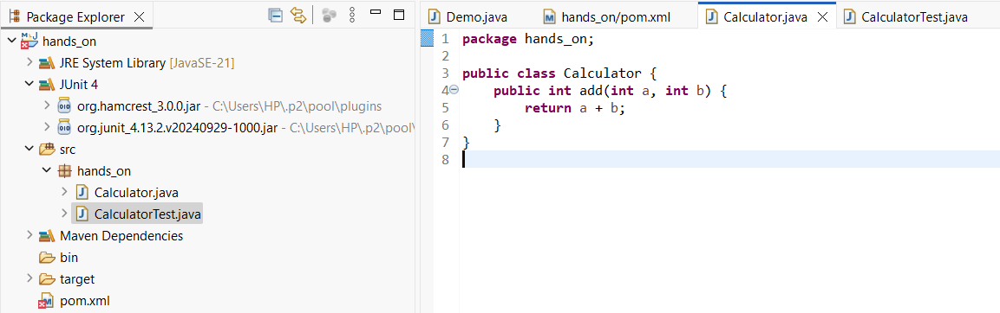 Package Explorer
hands_on
JRE System Library [JavaSE-21]
JUnit 4
org.hamcrest_3.0.0.jar - C:\Users\HP\.p2\pool\plugins
org.junit_4.13.2.v20240929-1000.jar - C:\Users\HP\.p2\pool\
src
hands_on
Calculator.java
CalculatorTest.java
Maven Dependencies
bin
target
pom.xml
Demo.java
hands_on/pom.xml
Calculator.java
CalculatorTest.java
1 package hands_on;
2
3 public class Calculator {
4 public int add(int a, int b) {
5 return a + b;
6 }
7 }
8